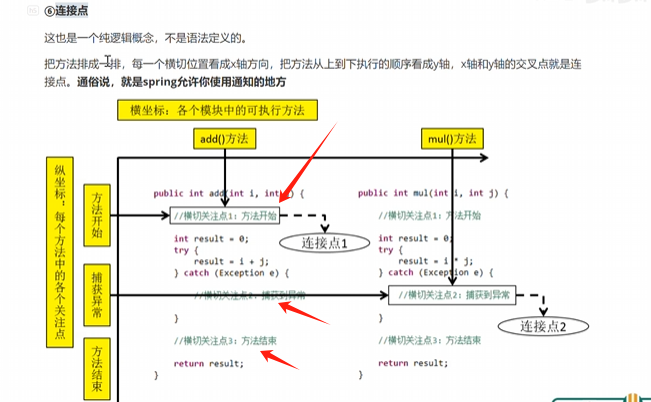 ⑥连接点
这也是一个纯逻辑概念，不是语法定义的。
把方法排成一排，每一个横切位置看成x轴方向，把方法从上到下执行的顺序看成y轴，x轴和y轴的交叉点就是连
接点。通俗说，就是spring允许你使用通知的地方
横坐标：各个模块中的可执行方法
add()方法
mul()方法
纵坐标：每个方法中的各个关注点
方法开始
捕获异常
方法结束
public int add(int i, int j) {
//横切关注点1：方法开始
int result = 0;
try {
result = i + j;
} catch (Exception e) {
//横切关注点2：捕获到异常
}
//横切关注点3：方法结束
return result;
}
连接点1
public int mul(int i, int j) {
//横切关注点1：方法开始
int result = 0;
try {
result = i * j;
} catch (Exception e) {
//横切关注点2：捕获到异常
}
//横切关注点3：方法结束
return result;
}
连接点2